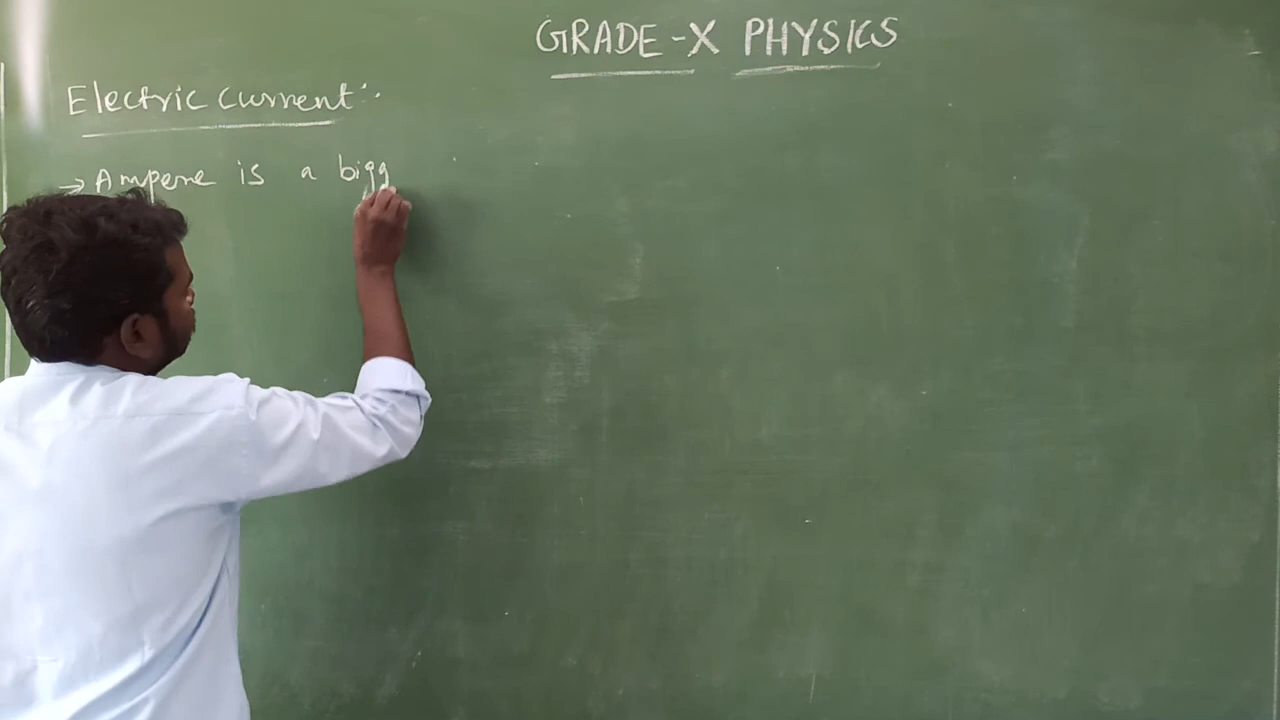 GRADE-X PHYSICS
Electric current:-
→ Ampere is a bigg